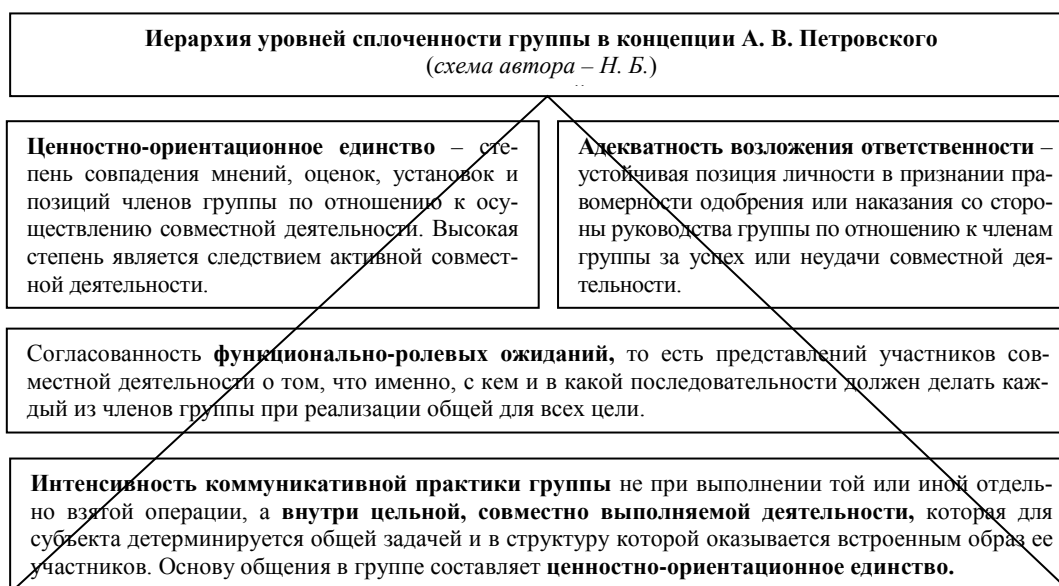 Иерархия уровней сплоченности группы в концепции А. В. Петровского
(схема автора – Н. Б.)
Ценностно-ориентационное единство – сте-
пень совпадения мнений, оценок, установок и
позиций членов группы по отношению к осу-
ществлению совместной деятельности. Высокая
степень является следствием активной совмест-
ной деятельности.
Адекватность возложения ответственности –
устойчивая позиция личности в признании пра-
вомерности одобрения или наказания со сторо-
ны руководства группы по отношению к членам
группы за успех или неудачи совместной дея-
тельности.
Согласованность функционально-ролевых ожиданий, то есть представлений участников сов-
местной деятельности о том, что именно, с кем и в какой последовательности должен делать каж-
дый из членов группы при реализации общей для всех цели.
Интенсивность коммуникативной практики группы не при выполнении той или иной отдель-
но взятой операции, а внутри цельной, совместно выполняемой деятельности, которая для
субъекта детерминируется общей задачей и в структуру которой оказывается встроенным образ ее
участников. Основу общения в группе составляет ценностно-ориентационное единство.